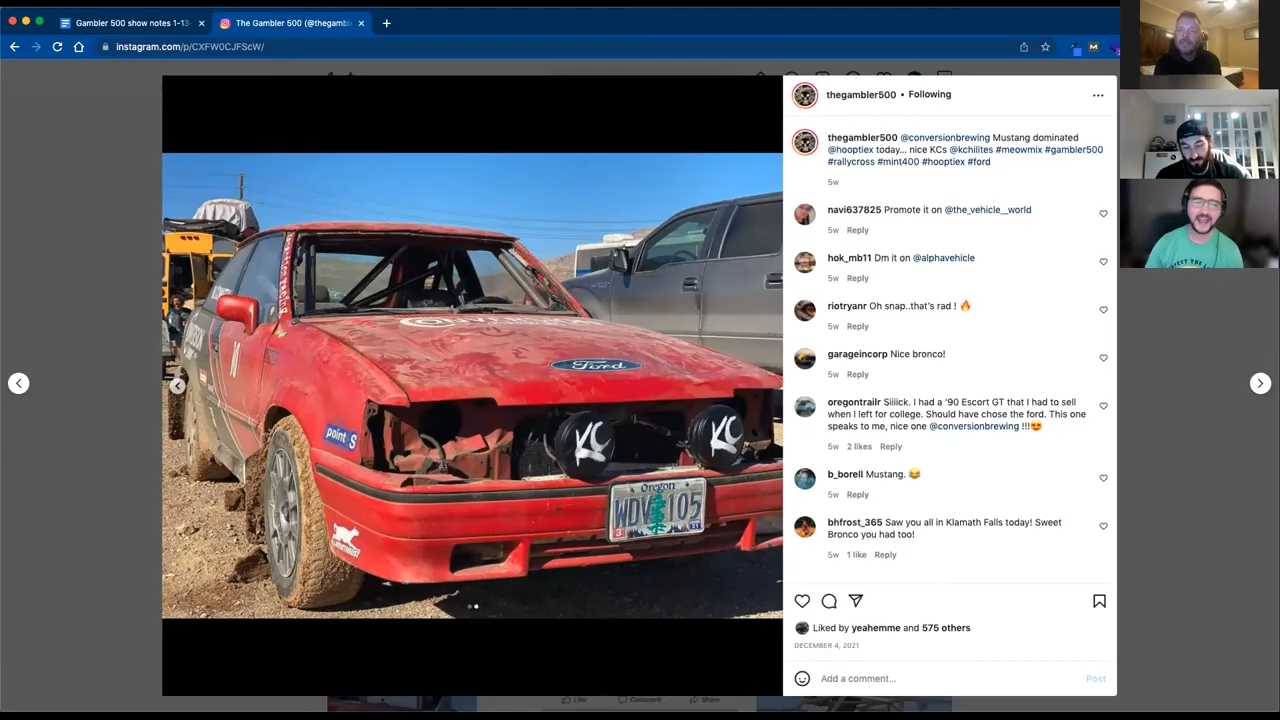 Gambler 500 show notes 1-13-
The Gambler 500 (@thegambl
instagram.com/p/CXFW0CJFScW/
thegambler500 • Following
thegambler500 @conversionbrewing Mustang dominated
@hooptiex today... nice KCs @kchilites #meowmix #gambler500
#rallycross #mint400 #hooptiex #ford
5w
navi637825 Promote it on @the_vehicle__world
5w Reply
hok_mb11 Dm it on @alphavehicle
5w Reply
riotryanr Oh snap..that's rad ! 🔥
5w Reply
garageincorp Nice bronco!
5w Reply
oregontrailr Siiiick. I had a '90 Escort GT that I had to sell
when I left for college. Should have chose the ford. This one
speaks to me, nice one @conversionbrewing !!!😍
5w 2 likes Reply
b_borell Mustang. 😂
5w Reply
bhfrost_365 Saw you all in Klamath Falls today! Sweet
Bronco you had too!
5w 1 like Reply
Liked by yeahemme and 575 others
DECEMBER 4, 2021
Add a comment...
Post
Ford
point S
KC
KC
Oregon
WDV 105
Like
Comment
Share